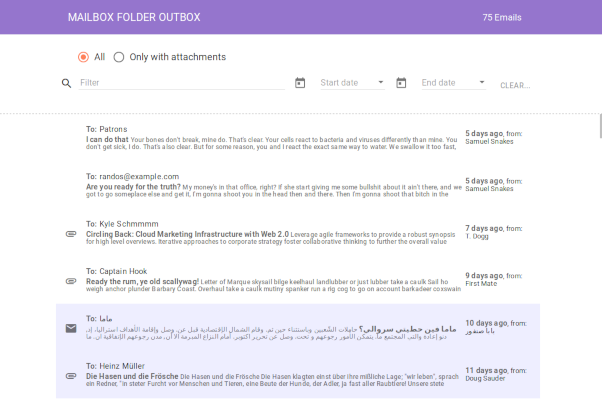 MAILBOX FOLDER OUTBOX
75 Emails
All
Only with attachments
Filter
Start date
End date
CLEAR...
To: Patrons
I can do that Your bones don't break, mine do. That's clear. Your cells react to bacteria and viruses differently than mine. You
don't get sick, I do. That's also clear. But for some reason, you and I react the exact same way to water. We swallow it too fast,
5 days ago, from:
Samuel Snakes
To: randos@example.com
Are you ready for the truth? My money's in that office, right? If she start giving me some bullshit about it ain't there, and we
got to go someplace else and get it, I'm gonna shoot you in the head then and there. Then I'm gonna shoot that bitch in the
5 days ago, from:
Samuel Snakes
To: Kyle Schmmmm
Circling Back: Cloud Marketing Infrastructure with Web 2.0 Leverage agile frameworks to provide a robust synopsis
for high level overviews. Iterative approaches to corporate strategy foster collaborative thinking to further the overall value
7 days ago, from:
T. Dogg
To: Captain Hook
Ready the rum, ye old scallywag! Letter of Marque skysail bilge keelhaul landlubber or just lubber take a caulk Sail ho
weigh anchor plunder Barbary Coast. Overhaul take a caulk mutiny spanker run a rig cog to go on account barkadeer coxswain
9 days ago, from:
First Mate
To: ماما
ماما فين خطيبتي سروالي؟
10 days ago, from:
بابا سنفور
To: Heinz Müller
Die Hasen und die Frösche Die Hasen und die Frösche Die Hasen klagten einst über ihre mißliche Lage; "wir leben", sprach
ein Redner, "in steter Furcht vor Menschen und Tieren, eine Beute der Hunde, der Adler, ja fast aller Raubtiere! Unsere stete
11 days ago, from:
Doug Sauder